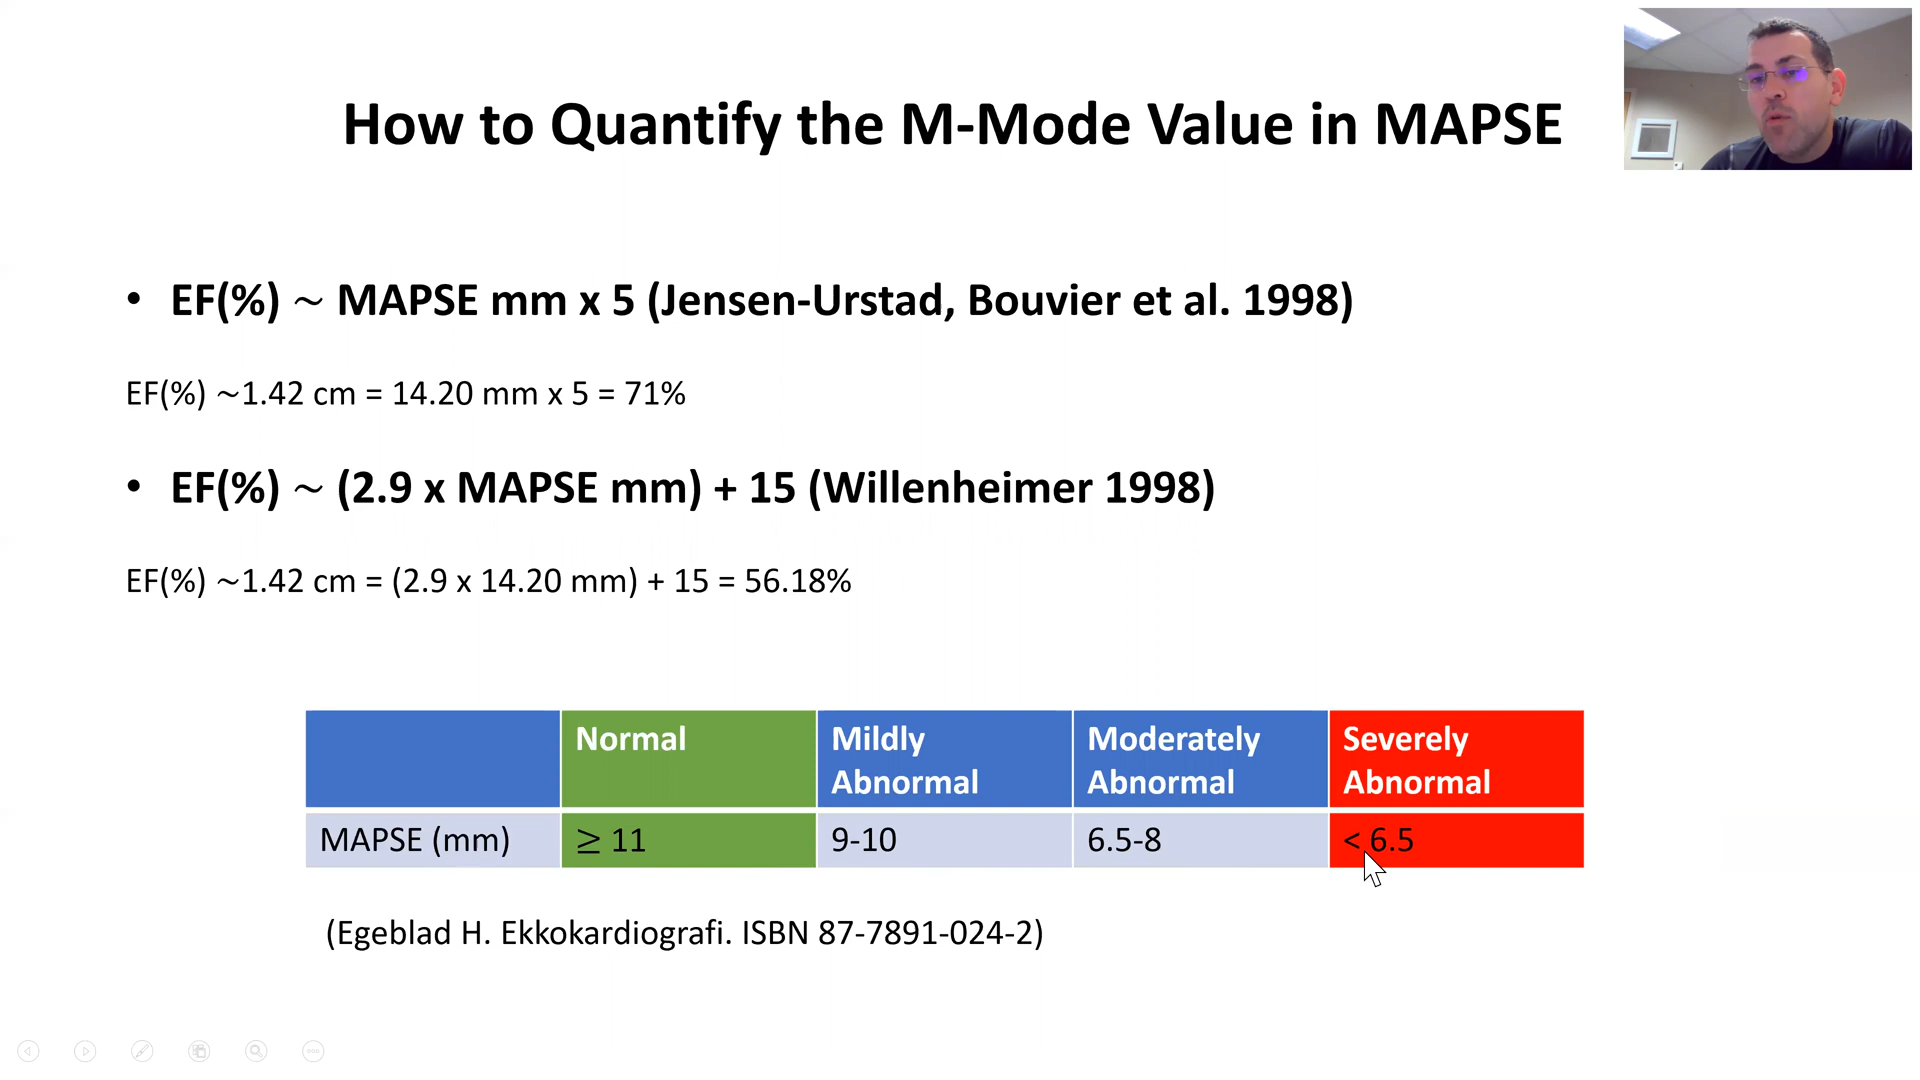 How to Quantify the M-Mode Value in MAPSE
• EF(%) ~ MAPSE mm x 5 (Jensen-Urstad, Bouvier et al. 1998)
EF(%) ~1.42 cm = 14.20 mm x 5 = 71%
• EF(%) ~ (2.9 x MAPSE mm) + 15 (Willenheimer 1998)
EF(%) ~1.42 cm = (2.9 x 14.20 mm) + 15 = 56.18%
Normal
Mildly
Abnormal
Moderately
Abnormal
Severely
Abnormal
MAPSE (mm)
≥ 11
9-10
6.5-8
< 6.5
(Egeblad H. Ekkokardiografi. ISBN 87-7891-024-2)